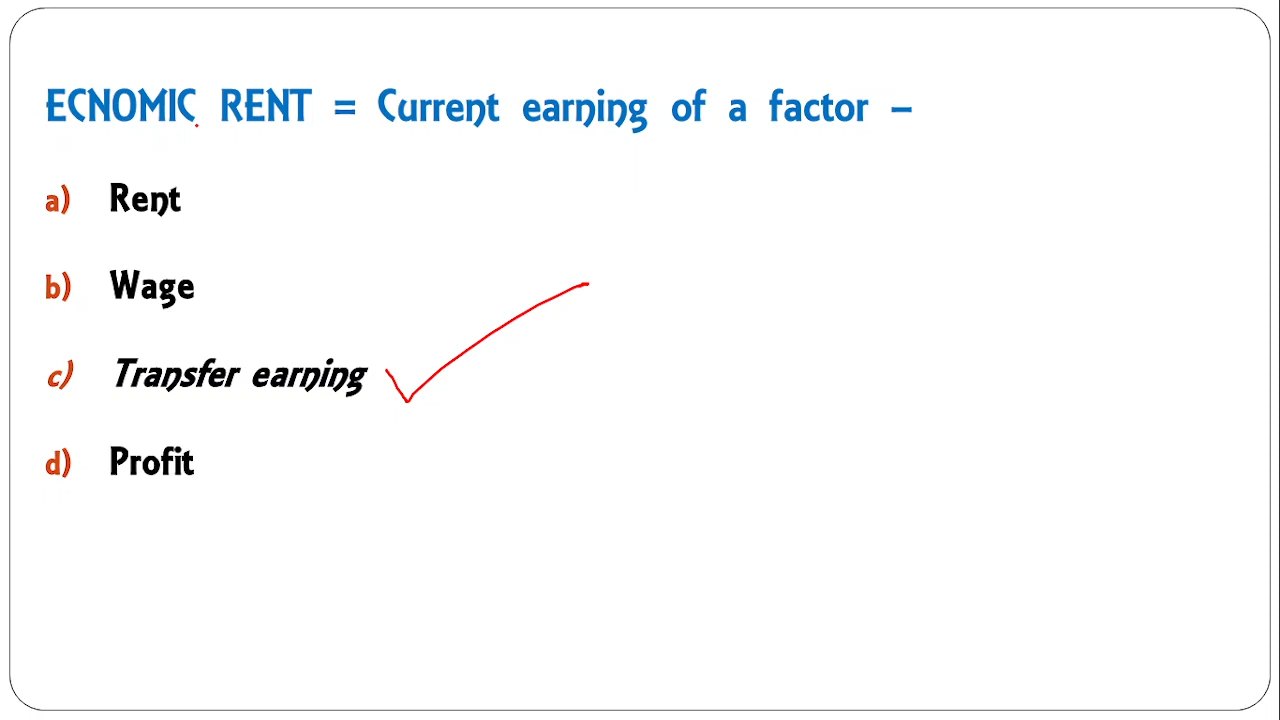 ECNOMIC RENT = Current earning of a factor –
a) Rent
b) Wage
c) Transfer earning
d) Profit